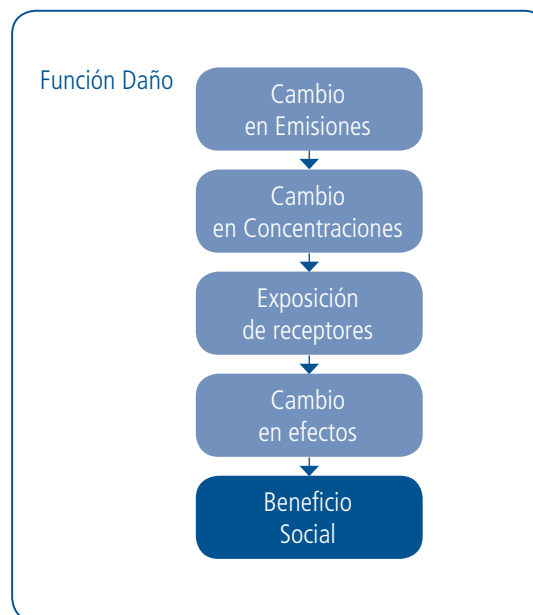 Función Daño
Cambio
en Emisiones
Cambio
en Concentraciones
Exposición
de receptores
Cambio
en efectos
Beneficio
Social